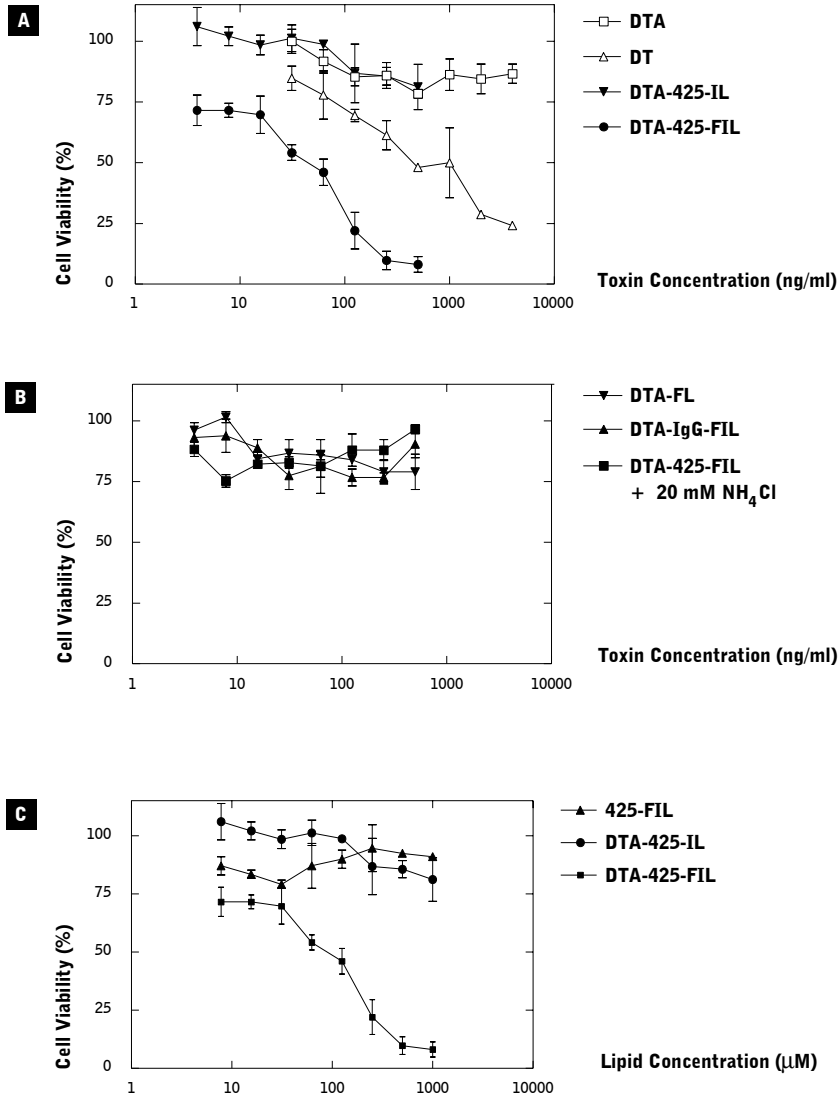 A
100
75
50
25
0
Cell Viability (%)
1 10 100 1000 10000
Toxin Concentration (ng/ml)
DTA
DT
DTA-425-IL
DTA-425-FIL
B
100
75
50
25
0
Cell Viability (%)
1 10 100 1000 10000
Toxin Concentration (ng/ml)
DTA-FL
DTA-IgG-FIL
DTA-425-FIL
+ 20 mM NH4Cl
C
100
75
50
25
0
Cell Viability (%)
1 10 100 1000 10000
Lipid Concentration (μM)
425-FIL
DTA-425-IL
DTA-425-FIL